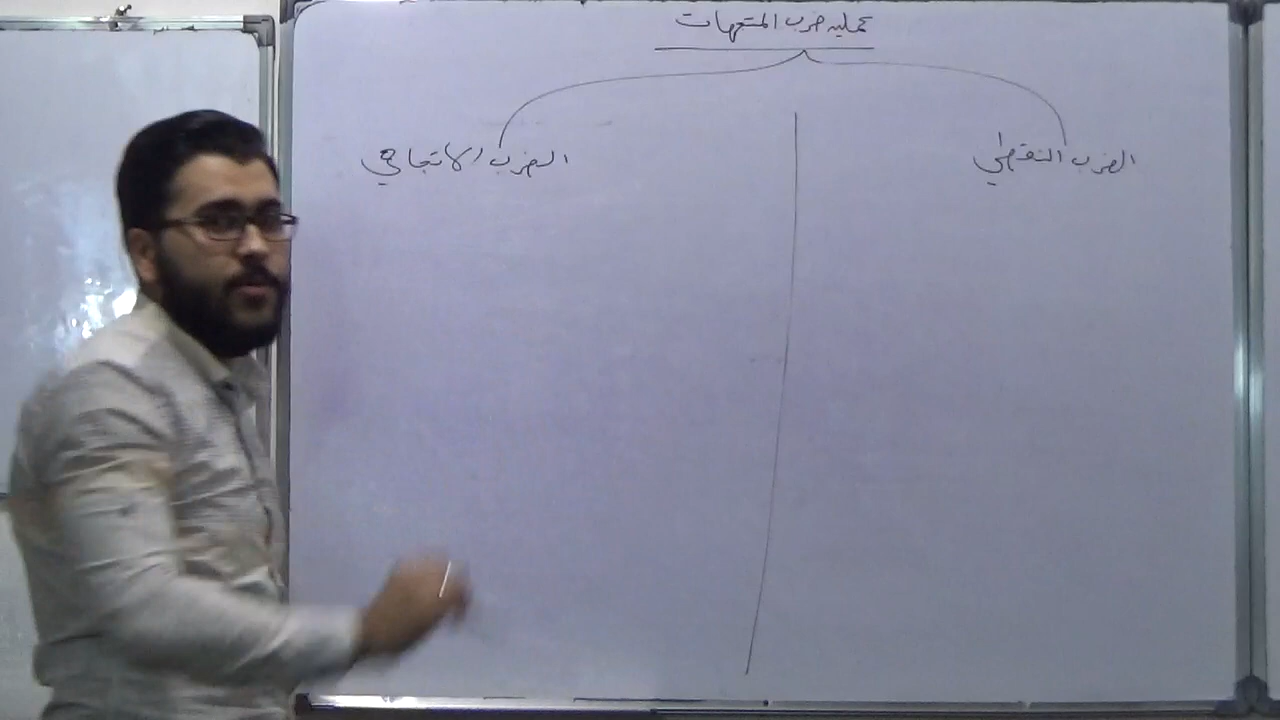 عملية ضرب المتجهات
الضرب النقطي
الضرب الاتجاهي